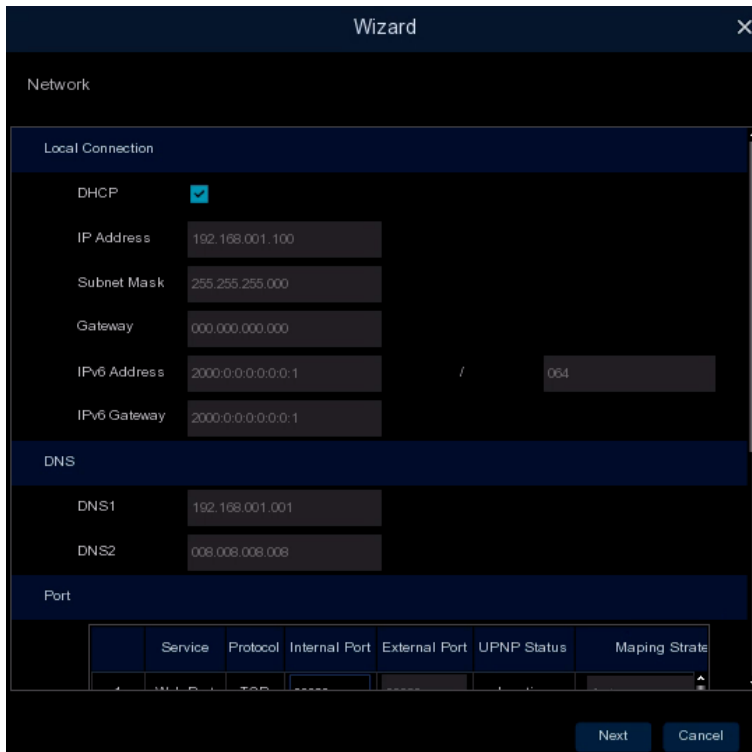 Wizard
Network
Local Connection
DHCP
IP Address 192.168.001.100
Subnet Mask 255.255.255.000
Gateway 000.000.000.000
IPv6 Address 2000:0:0:0:0:0:0:1 / 064
IPv6 Gateway 2000:0:0:0:0:0:0:1
DNS
DNS1 192.168.001.001
DNS2 008.008.008.008
Port
Service Protocol Internal Port External Port UPNP Status Maping Strate
Next Cancel